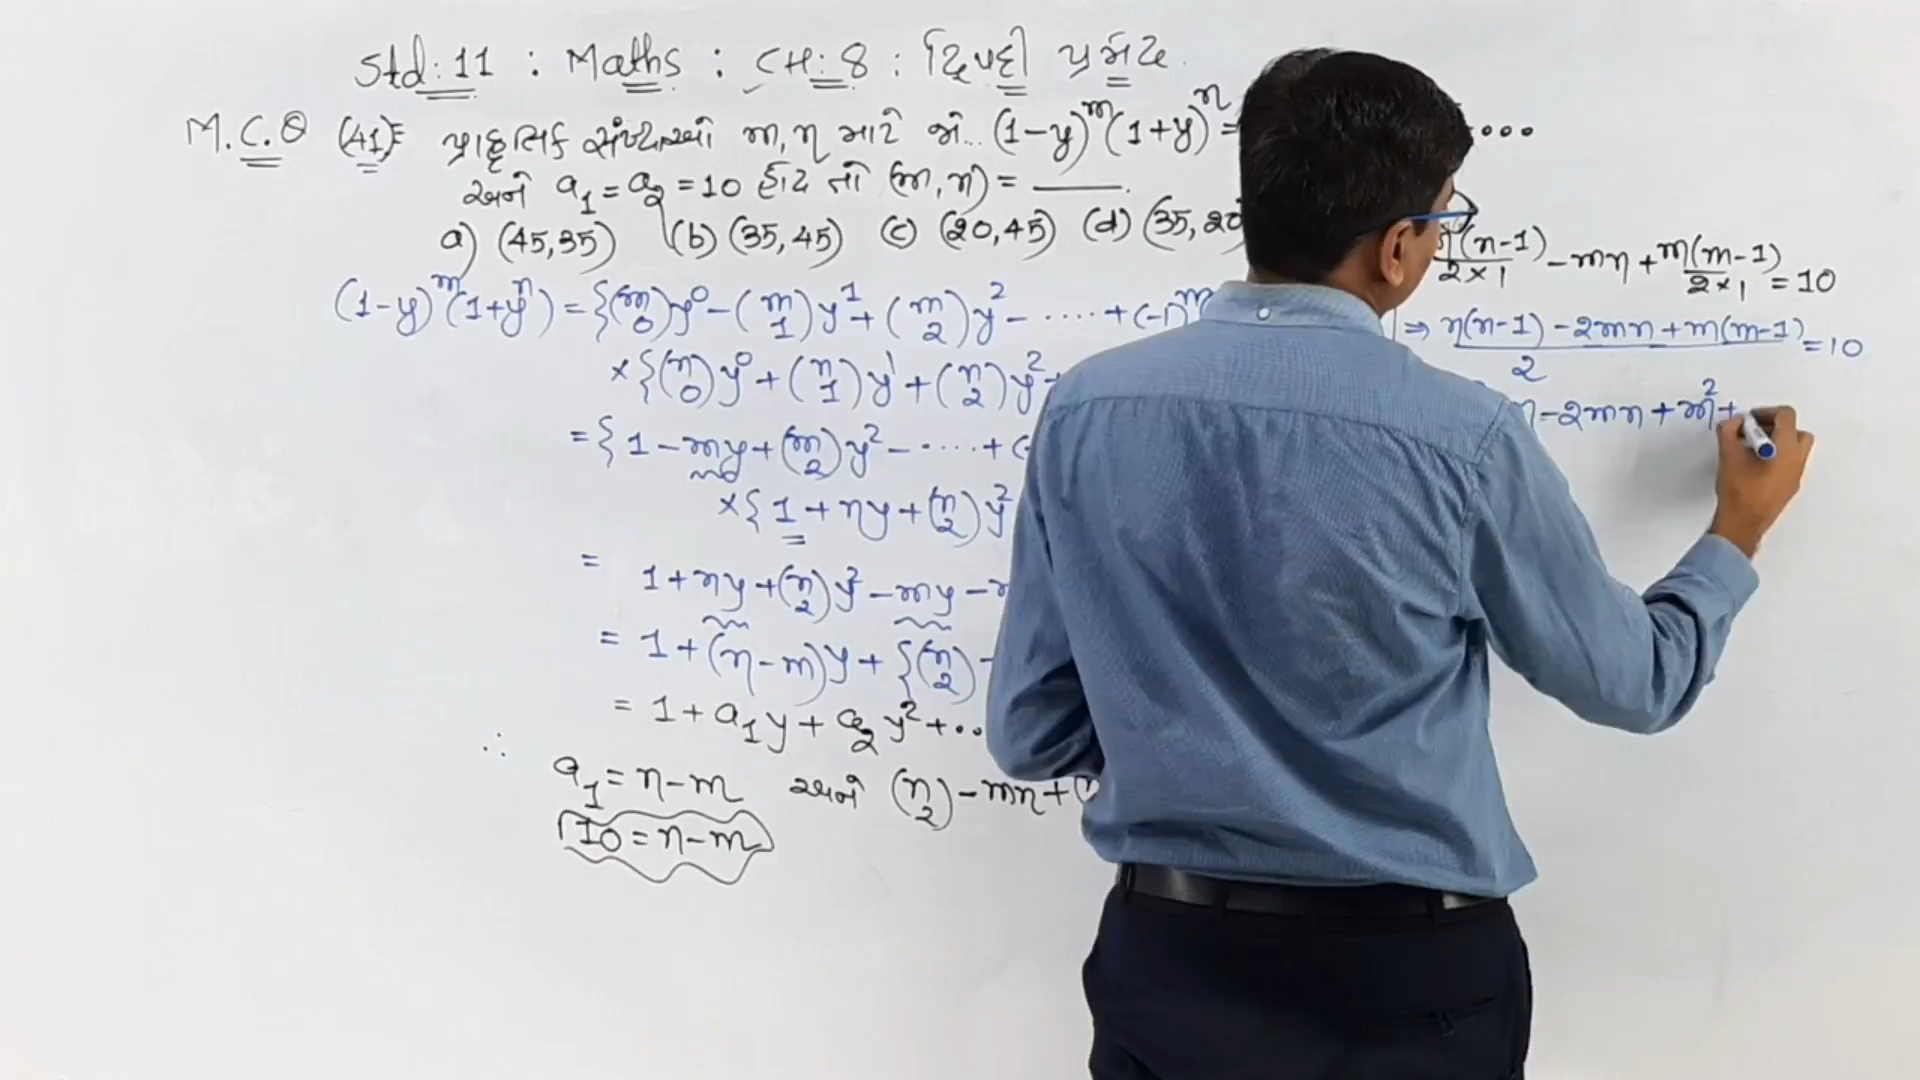 Std:11 : Maths : CH:8 : દ્વિપદી પ્રમેય.
M.C.Q (41): પ્રાકૃતિક સંખ્યાઓ m, n માટે જો.. (1-y)^m (1+y)^n = ...
અને a₁ = a₂ = 10 હોય તો (m, n) = ____.
a) (45,35) (b) (35,45) (c) (20,45) (d) (35,20
(1-y)^m (1+y^n) = {(m 0)y⁰ - (m 1)y¹ + (m 2)y² - ..... + (-1)^m
× {(n 0)y⁰ + (n 1)y¹ + (n 2)y² +
= {1 - my + (m 2)y² - ..... + (-
× {1 + ny + (n 2)y²
= 1 + ny + (n 2)y² - my -
= 1 + (n-m)y + {(n 2) -
= 1 + a₁y + a₂y² + ..
∴ a₁ = n-m અને (n 2) - mn + (
10 = n-m
n(n-1)/2×1 - mn + m(m-1)/2×1 = 10
⇒ n(n-1) - 2mn + m(m-1)/2 = 10
n - 2mn + m² +